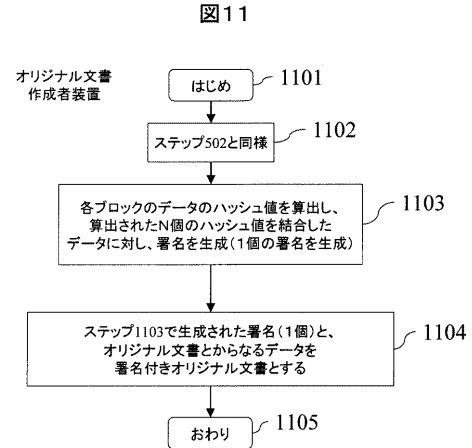 図11
オリジナル文書
作成者装置
はじめ
1101
ステップ502と同様
1102
各ブロックのデータのハッシュ値を算出し、
算出されたN個のハッシュ値を結合した
データに対し、署名を生成(1個の署名を生成)
1103
ステップ1103で生成された署名(1個)と、
オリジナル文書とからなるデータを
署名付きオリジナル文書とする
1104
おわり
1105